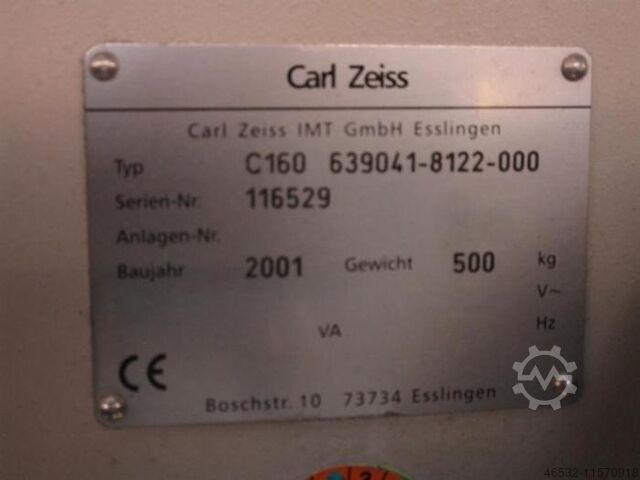 Carl Zeiss
Carl Zeiss IMT GmbH Esslingen
Typ C160 639041-8122-000
Serien-Nr. 116529
Anlagen-Nr.
Baujahr 2001 Gewicht 500 kg
V~
VA Hz
CE
Boschstr. 10 73734 Esslingen
46532-11570918